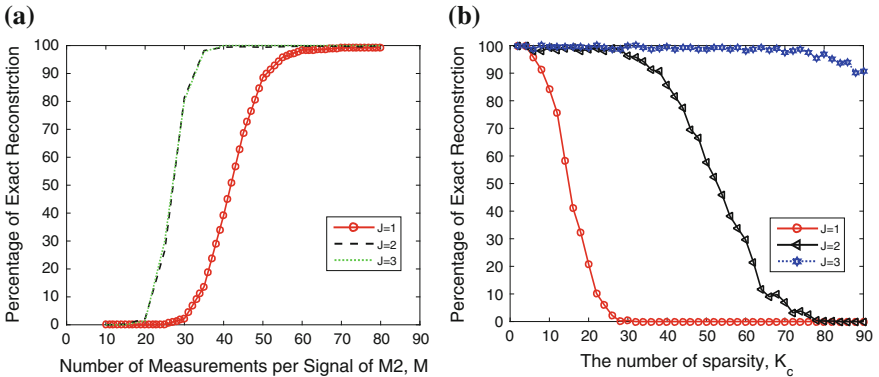 (a)
Percentage of Exact Reconstrction
100
90
80
70
60
50
40
30
20
10
0
0 10 20 30 40 50 60 70 80 90
J=1
J=2
J=3
Number of Measurements per Signal of M2, M
(b)
Percentage of Exact Reconstrction
100
90
80
70
60
50
40
30
20
10
0
0 10 20 30 40 50 60 70 80 90
J=1
J=2
J=3
The number of sparsity, K_c